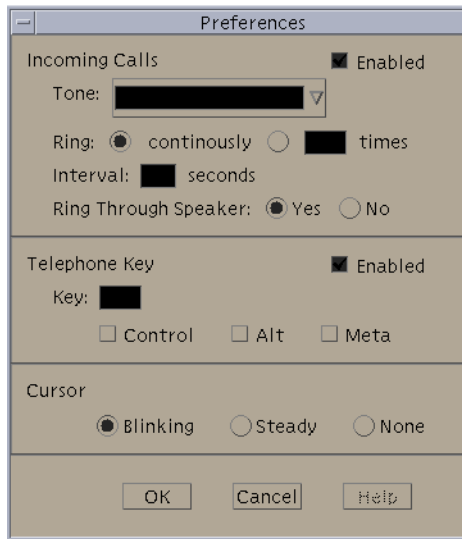 Preferences
Incoming Calls Enabled
Tone:
Ring: continously times
Interval: seconds
Ring Through Speaker: Yes No
Telephone Key Enabled
Key:
Control Alt Meta
Cursor
Blinking Steady None
OK Cancel Help